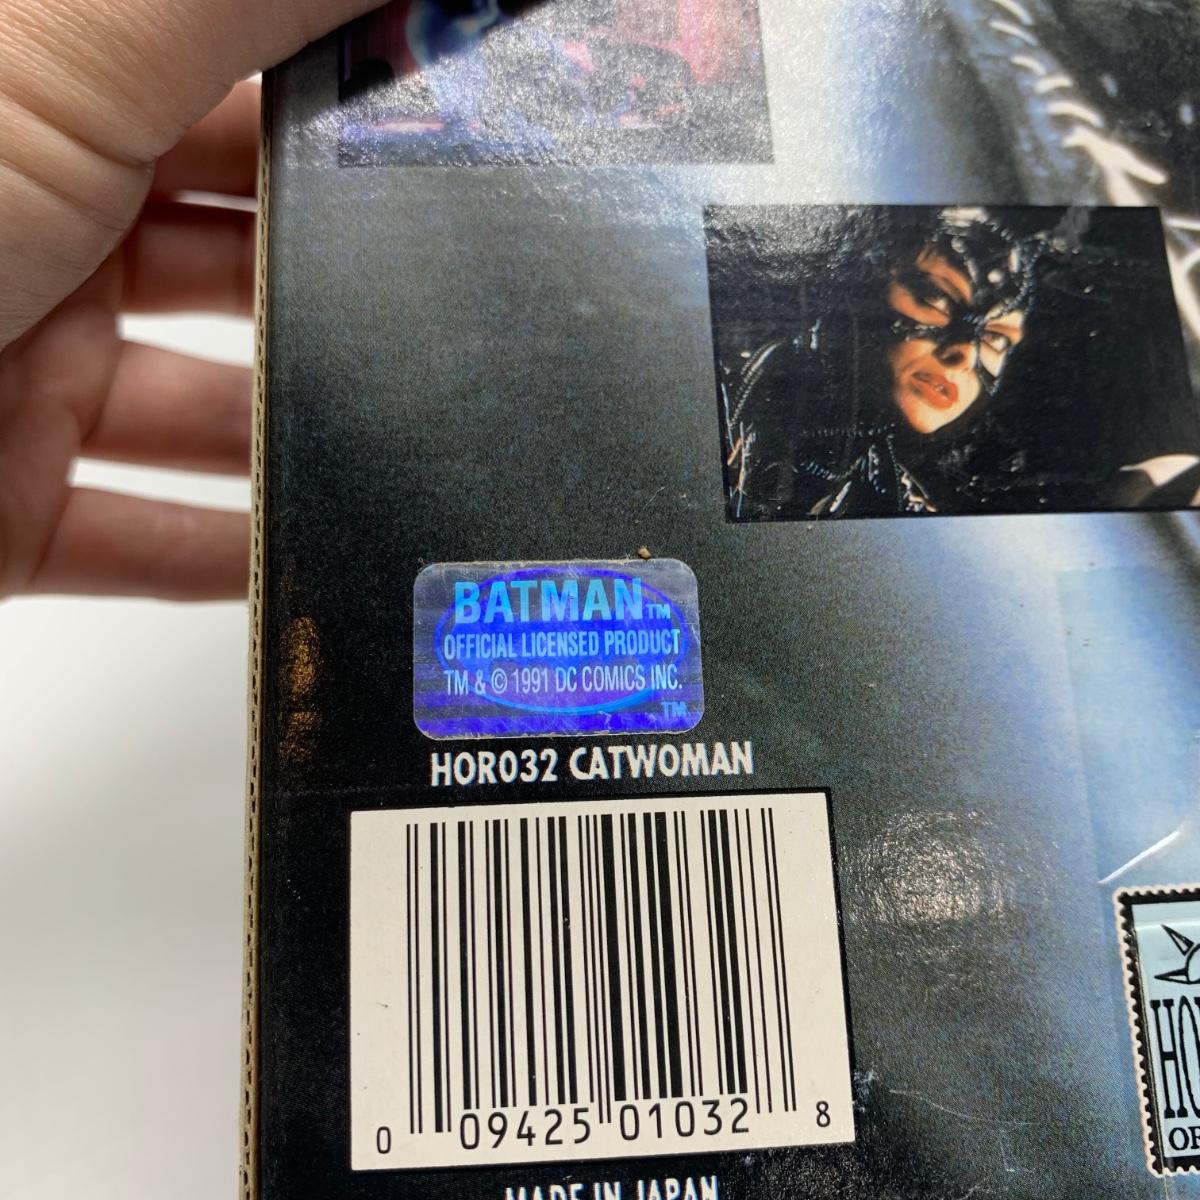 BATMAN™
OFFICIAL LICENSED PRODUCT
TM & © 1991 DC COMICS INC.
TM
HOR032 CATWOMAN
0 09425 01032 8
MADE IN JAPAN